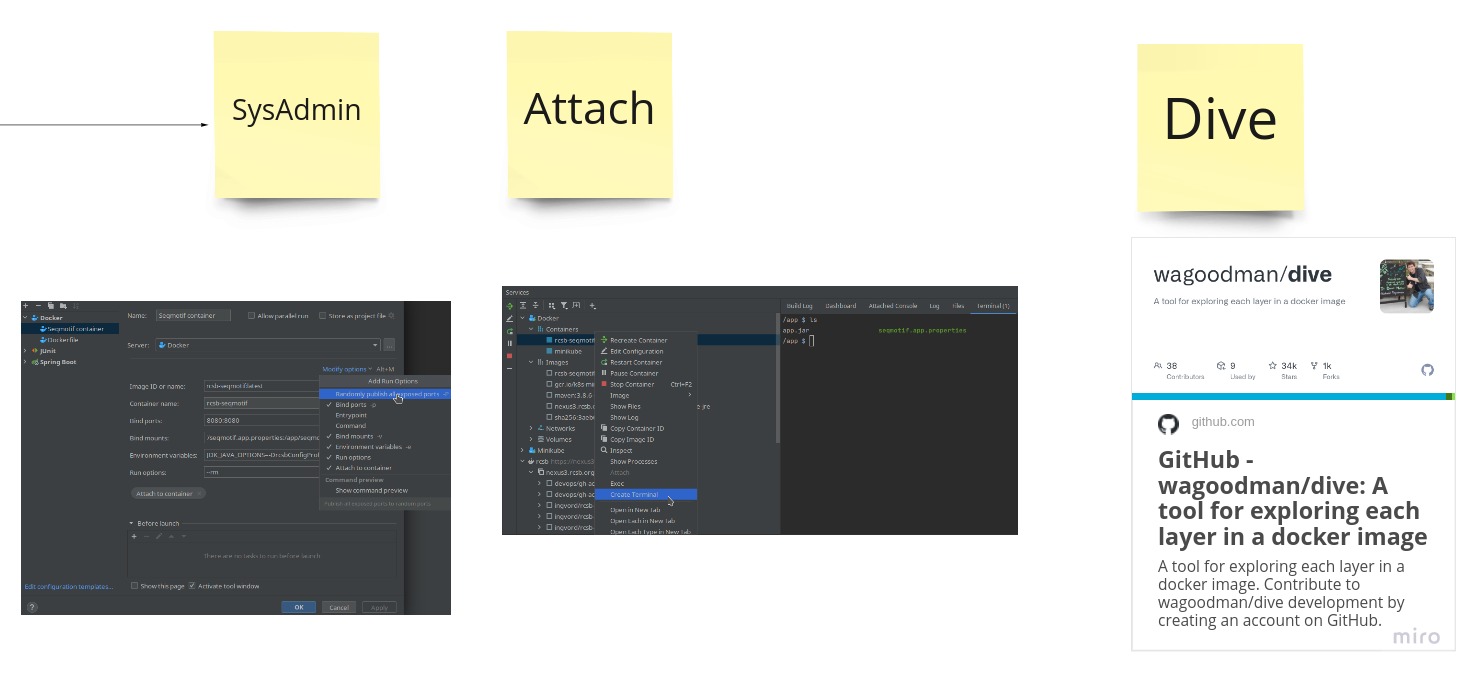 SysAdmin
Attach
Dive
Name:
Seqmotif container
Allow parallel run
Store as project file
Docker
Seqmotif container
Dockerfile
JUnit
Spring Boot
Server:
Docker
...
Modify options
Alt+M
Add Run Options
Randomly publish all exposed ports
Bind ports -p
Entrypoint
Command
Bind mounts -v
Environment variables -e
Run options
Attach to container
Command preview
Show command preview
Image ID or name:
rcsb-seqmotif:latest
Container name:
rcsb-seqmotif
Bind ports:
8080:8080
Bind mounts:
Environment variables:
Run options:
--rm
Attach to container
Before launch
There are no tasks to run before launch
Show this page
Activate tool window
Edit configuration templates...
?
OK
Cancel
Apply
Services
Docker
Containers
rcsb-seqmotif
minikube
Images
rcsb-seqmotif
gcr.io/k8s-mi
maven:3.8.6-
nexus3.rcsb.o
e-jre
sha256:3aeb
Networks
Volumes
Minikube
rcsb https://nexus3
nexus3.rcsb.org
devops/gh-ac
devops/gh-ac
ingvord/rcsb-
ingvord/rcsb-
ingvord/rcsb-
Recreate Container
Edit Configuration
Restart Container
Pause Container
Stop Container Ctrl+F2
Image
Show Files
Show Log
Copy Container ID
Copy Image ID
Inspect
Show Processes
Attach
Exec
Create Terminal
Open in New Tab
Open Each in New Tab
Open Each Type in New Tab
Build Log
Dashboard
Attached Console
Log
Files
Terminal(1)
/app $ ls
app.jar seqmotif.app.properties
/app $
wagoodman/dive
A tool for exploring each layer in a docker image
38
Contributors
9
Used by
34k
Stars
1k
Forks
github.com
GitHub -
wagoodman/dive: A
tool for exploring each
layer in a docker image
A tool for exploring each layer in a
docker image. Contribute to
wagoodman/dive development by
creating an account on GitHub.
miro